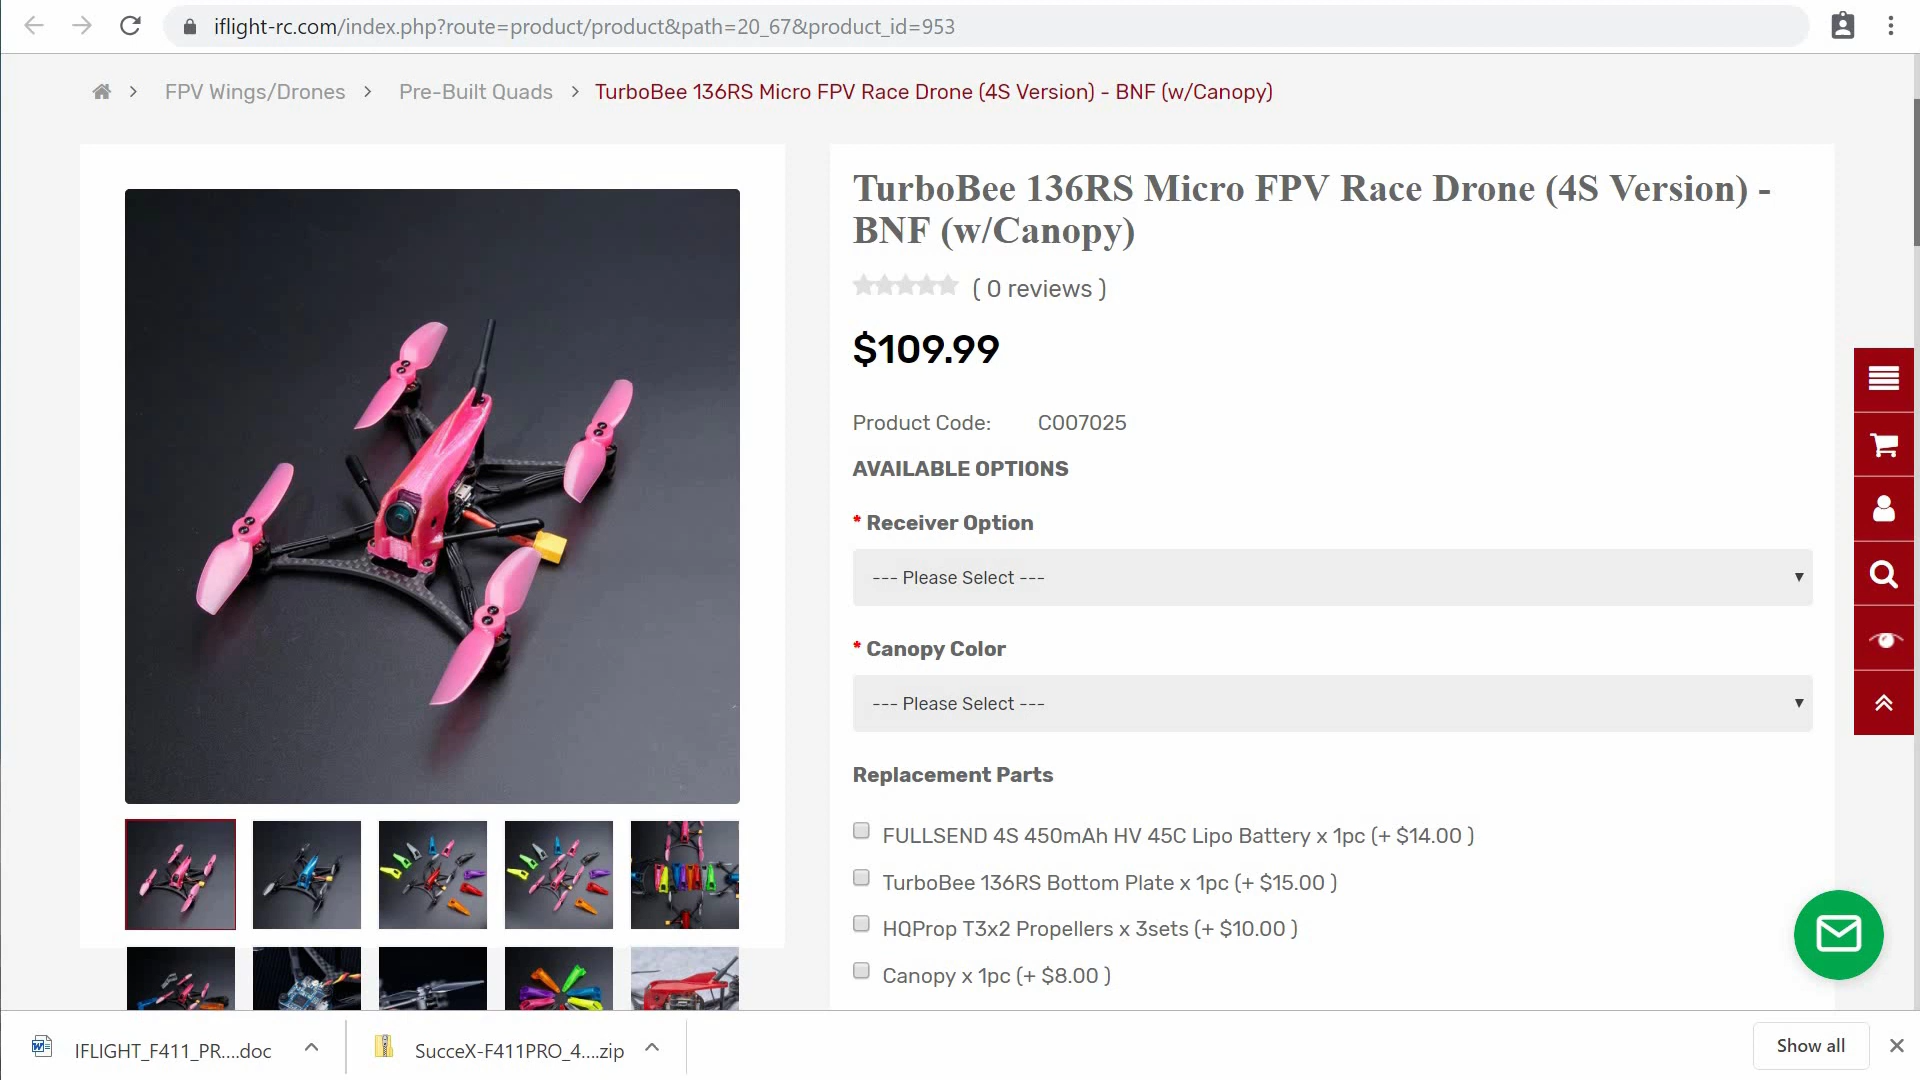 iflight-rc.com/index.php?route=product/product&path=20_67&product_id=953
FPV Wings/Drones > Pre-Built Quads > TurboBee 136RS Micro FPV Race Drone (4S Version) - BNF (w/Canopy)
TurboBee 136RS Micro FPV Race Drone (4S Version) -
BNF (w/Canopy)
( 0 reviews )
$109.99
Product Code: C007025
AVAILABLE OPTIONS
* Receiver Option
--- Please Select ---
* Canopy Color
--- Please Select ---
Replacement Parts
FULLSEND 4S 450mAh HV 45C Lipo Battery x 1pc (+ $14.00 )
TurboBee 136RS Bottom Plate x 1pc (+ $15.00 )
HQProp T3x2 Propellers x 3sets (+ $10.00 )
Canopy x 1pc (+ $8.00 )
IFLIGHT_F411_PR....doc
SucceX-F411PRO_4....zip
Show all